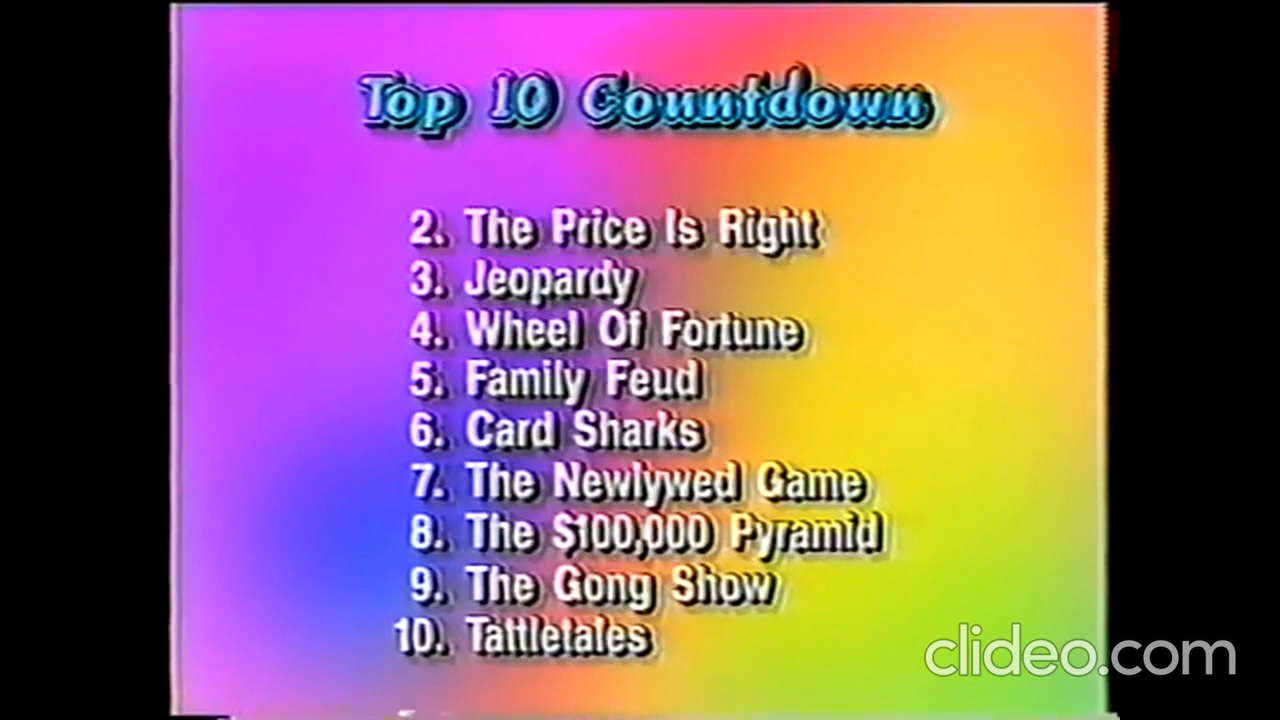 Top 10 Countdown
2. The Price Is Right
3. Jeopardy
4. Wheel Of Fortune
5. Family Feud
6. Card Sharks
7. The Newlywed Game
8. The $100,000 Pyramid
9. The Gong Show
10. Tattletales
clideo.com